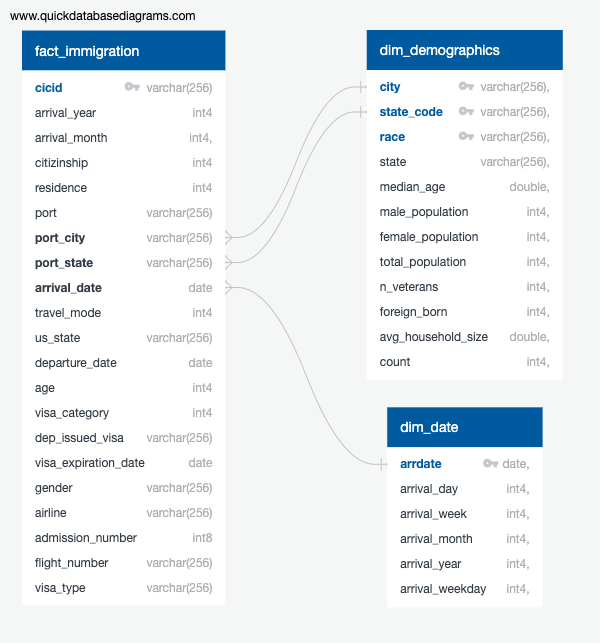 www.quickdatabasediagrams.com
fact_immigration
cicid varchar(256)
arrival_year int4
arrival_month int4,
citizinship int4
residence int4
port varchar(256)
port_city varchar(256)
port_state varchar(256)
arrival_date date
travel_mode int4
us_state varchar(256)
departure_date date
age int4
visa_category int4
dep_issued_visa varchar(256)
visa_expiration_date date
gender varchar(256)
airline varchar(256)
admission_number int8
flight_number varchar(256)
visa_type varchar(256)
dim_demographics
city varchar(256),
state_code varchar(256),
race varchar(256),
state varchar(256),
median_age double,
male_population int4,
female_population int4,
total_population int4,
n_veterans int4,
foreign_born int4,
avg_household_size double,
count int4,
dim_date
arrdate date,
arrival_day int4,
arrival_week int4,
arrival_month int4,
arrival_year int4,
arrival_weekday int4,